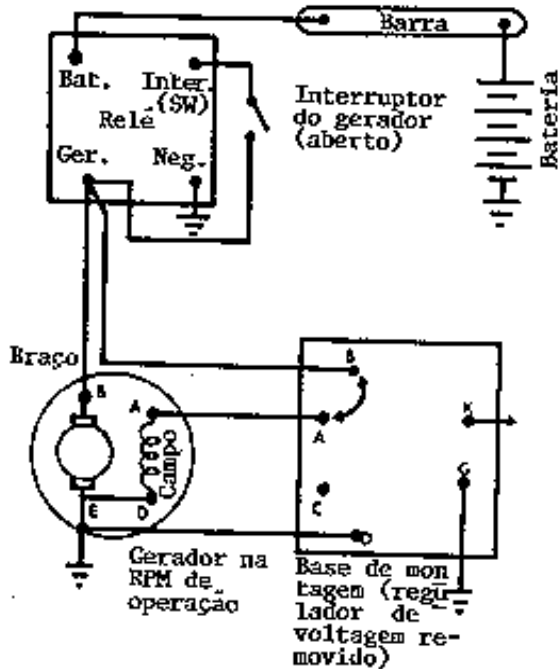 Barra
Bat.
Inter.
(SW)
Relé
Ger.
Neg.
Interruptor
do gerador
(aberto)
Bateria
Braço
B
A
Campo
E
D
B
A
K
C
G
D
Gerador na
RPM de
operação
Base de mon
tagem (regu
lador de
voltagem re-
movido)